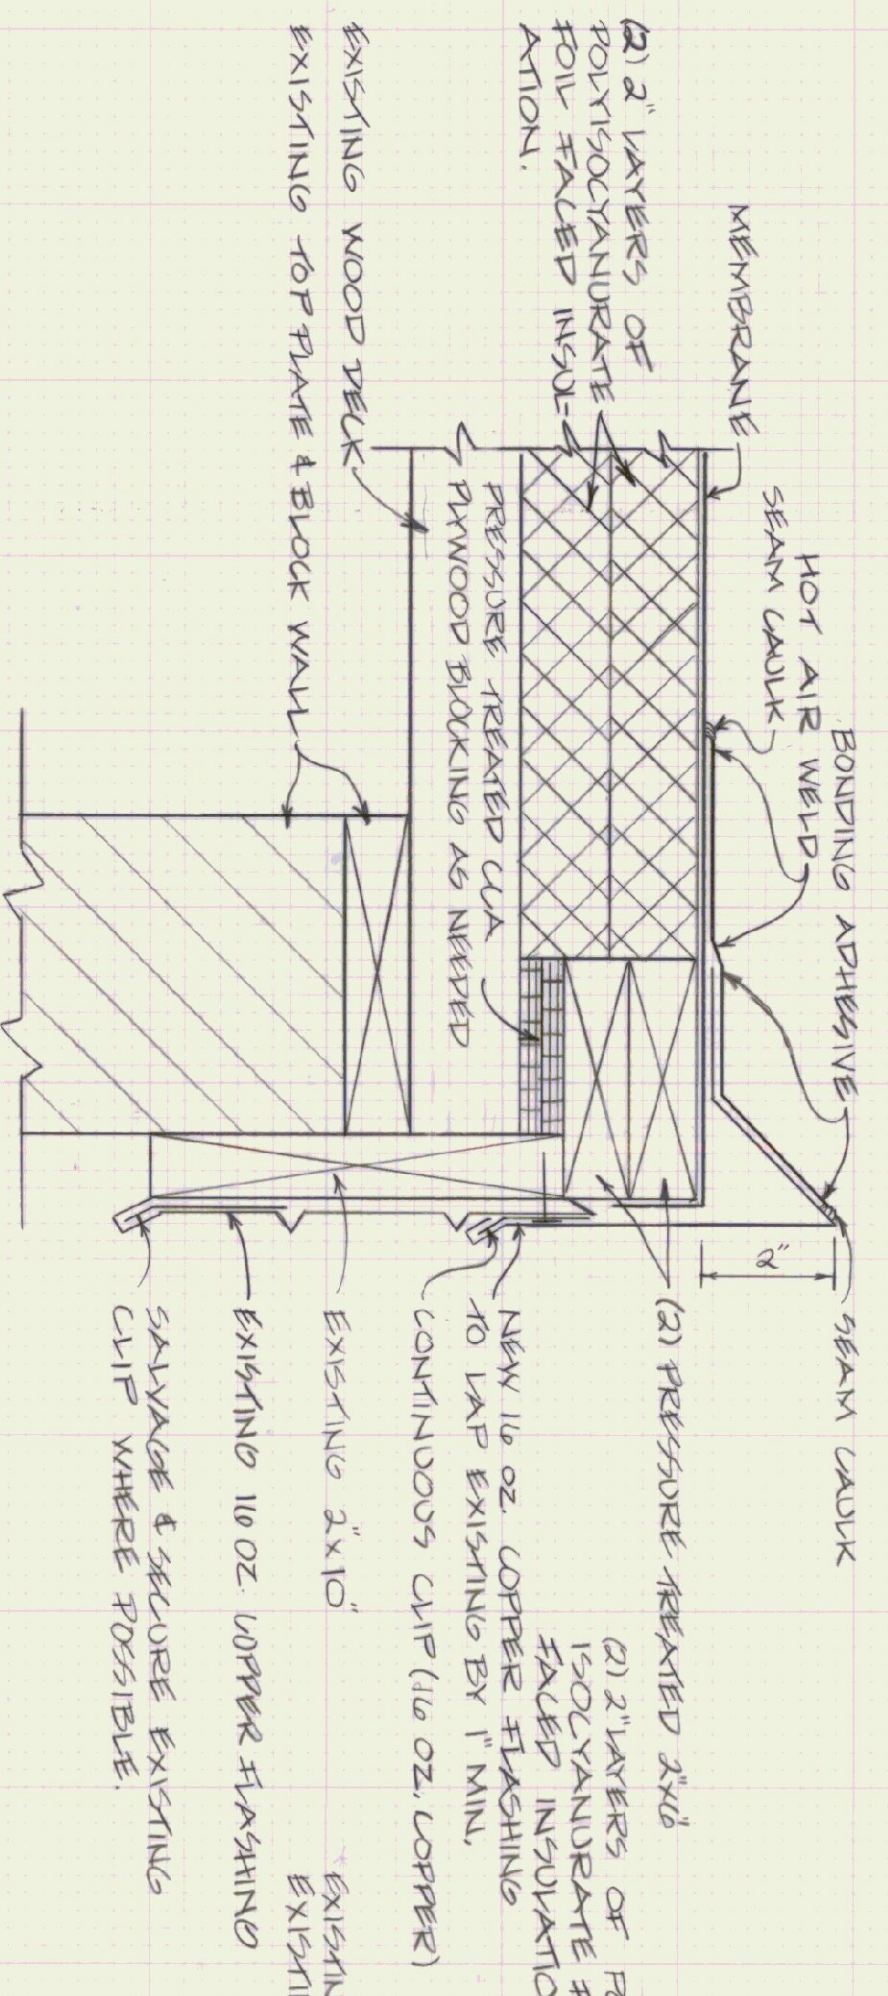 BONDING ADHESIVE
HOT AIR WELD
SEAM CAULK
MEMBRANE
(2) 2" LAYERS OF
POLYISOCYANURATE
FOIL FACED INSUL-
ATION.
EXISTING WOOD DECK
EXISTING TOP PLATE & BLOCK WALL
PRESSURE TREATED CCA
PLYWOOD BLOCKING AS NEEDED
2"
SEAM CAULK
(2) PRESSURE TREATED 2"x6"
NEW 16 OZ. COPPER FLASHING
TO LAP EXISTING BY 1" MIN.
CONTINUOUS CLIP (16 OZ. COPPER)
EXISTING 2"x10"
EXISTING 16 OZ. COPPER FLASHING
SALVAGE & SECURE EXISTING
CLIP WHERE POSSIBLE.
(2) 2" LAYERS OF
ISOCYANURATE
FACED